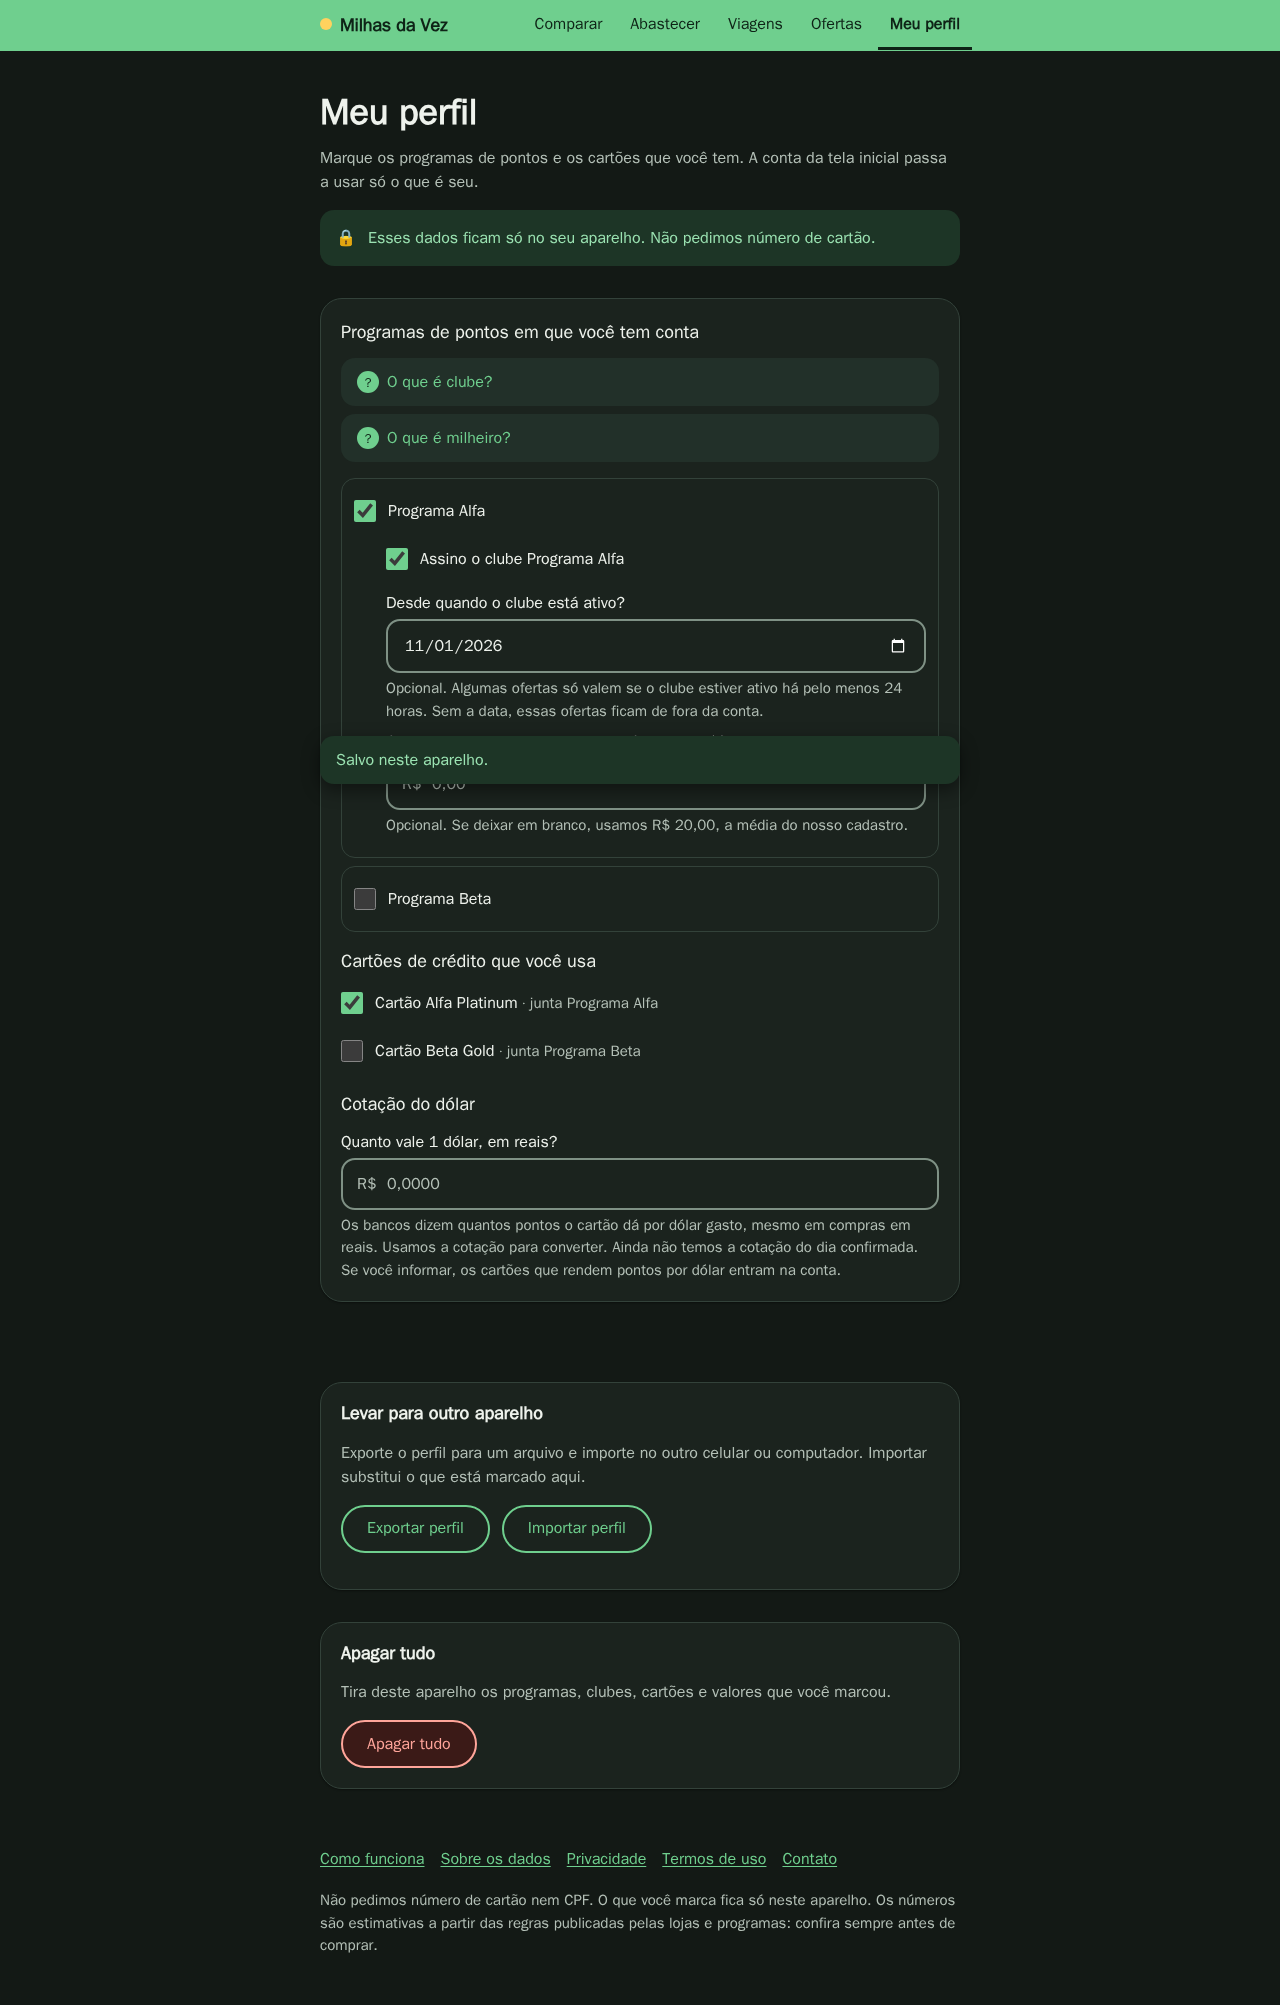 Milhas da Vez
Comparar
Abastecer
Viagens
Ofertas
Meu perfil
Meu perfil
Marque os programas de pontos e os cartões que você tem. A conta da tela inicial passa
a usar só o que é seu.
Esses dados ficam só no seu aparelho. Não pedimos número de cartão.
Programas de pontos em que você tem conta
? O que é clube?
? O que é milheiro?
Programa Alfa
Assino o clube Programa Alfa
Desde quando o clube está ativo?
11/01/2026
Opcional. Algumas ofertas só valem se o clube estiver ativo há pelo menos 24
horas. Sem a data, essas ofertas ficam de fora da conta.
Salvo neste aparelho.
R$ 0,00
Opcional. Se deixar em branco, usamos R$ 20,00, a média do nosso cadastro.
Programa Beta
Cartões de crédito que você usa
Cartão Alfa Platinum · junta Programa Alfa
Cartão Beta Gold · junta Programa Beta
Cotação do dólar
Quanto vale 1 dólar, em reais?
R$ 0,0000
Os bancos dizem quantos pontos o cartão dá por dólar gasto, mesmo em compras em
reais. Usamos a cotação para converter. Ainda não temos a cotação do dia confirmada.
Se você informar, os cartões que rendem pontos por dólar entram na conta.
Levar para outro aparelho
Exporte o perfil para um arquivo e importe no outro celular ou computador. Importar
substitui o que está marcado aqui.
Exportar perfil
Importar perfil
Apagar tudo
Tira deste aparelho os programas, clubes, cartões e valores que você marcou.
Apagar tudo
Como funciona
Sobre os dados
Privacidade
Termos de uso
Contato
Não pedimos número de cartão nem CPF. O que você marca fica só neste aparelho. Os números
são estimativas a partir das regras publicadas pelas lojas e programas: confira sempre antes de
comprar.